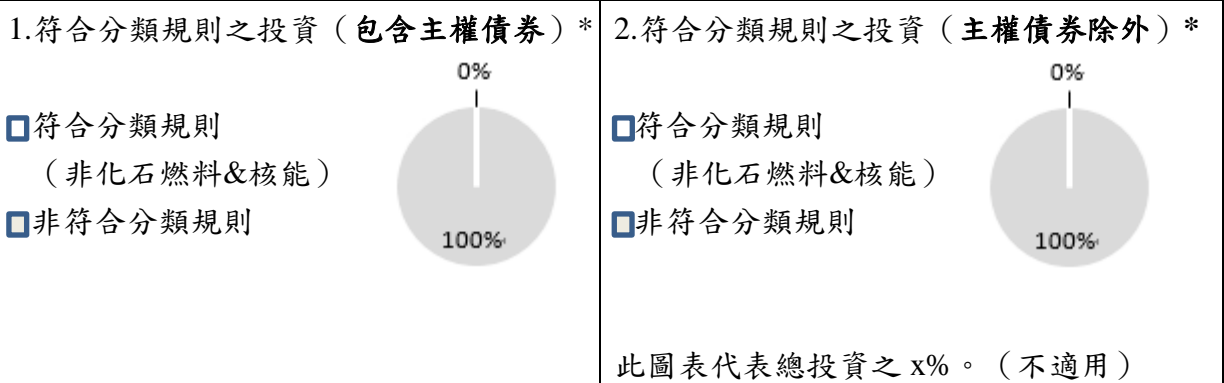 1.符合分類規則之投資（包含主權債券）*
0%
符合分類規則
（非化石燃料&核能）
非符合分類規則
100%
2.符合分類規則之投資（主權債券除外）*
0%
符合分類規則
（非化石燃料&核能）
非符合分類規則
100%
此圖表代表總投資之 x%。（不適用）